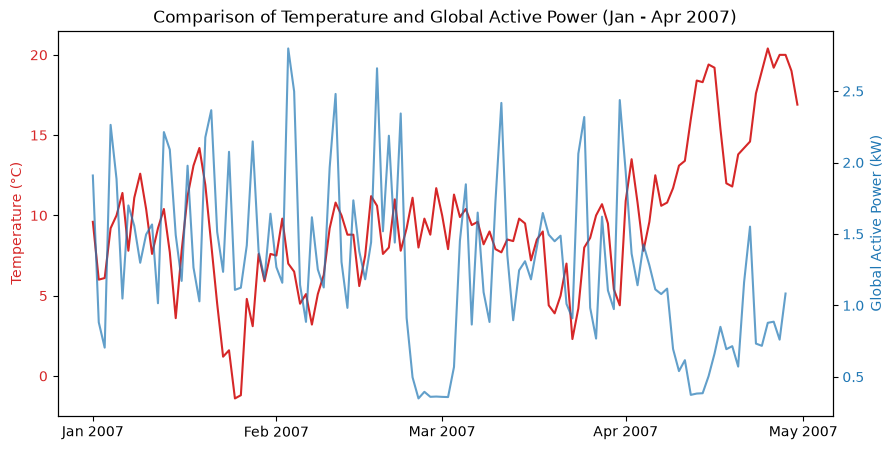 Comparison of Temperature and Global Active Power (Jan - Apr 2007)
Temperature (°C)
20
15
10
5
0
2.5
2.0
1.5
1.0
0.5
Global Active Power (kW)
Jan 2007 Feb 2007 Mar 2007 Apr 2007 May 2007